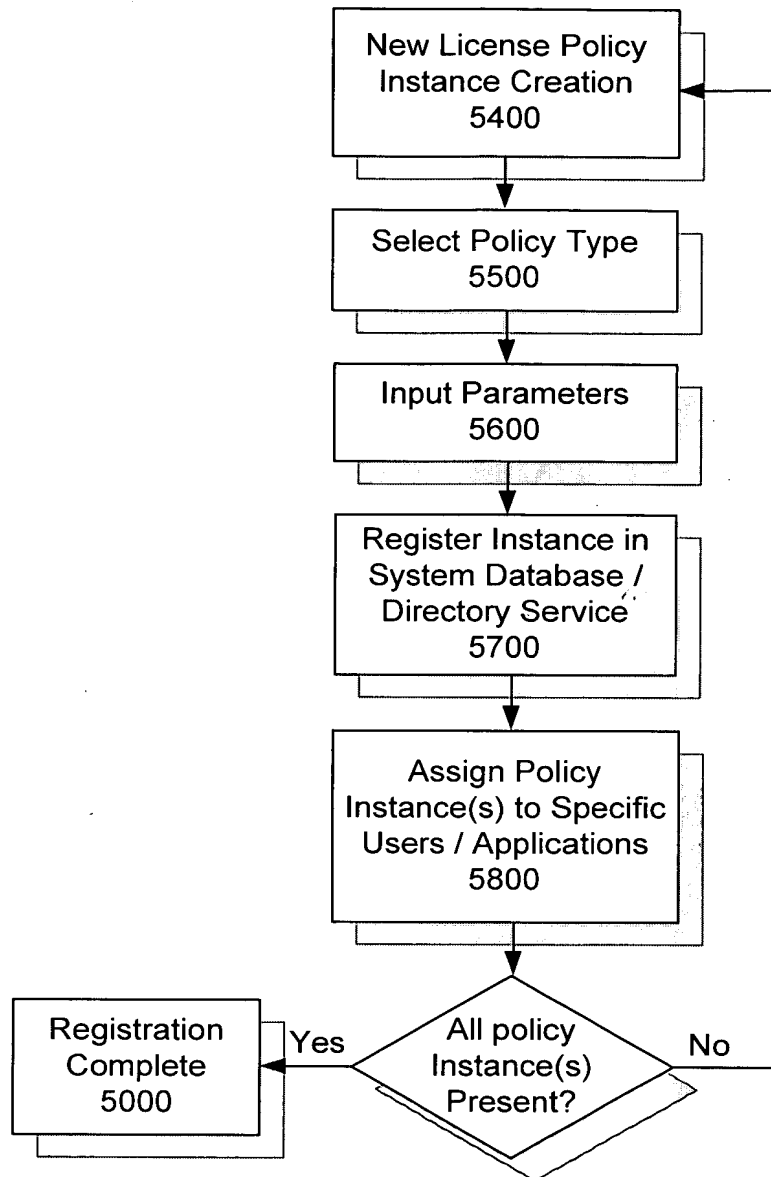 New License Policy
Instance Creation
5400
Select Policy Type
5500
Input Parameters
5600
Register Instance in
System Database /
Directory Service
5700
Assign Policy
Instance(s) to Specific
Users / Applications
5800
All policy
Instance(s)
Present?
Yes
No
Registration
Complete
5000